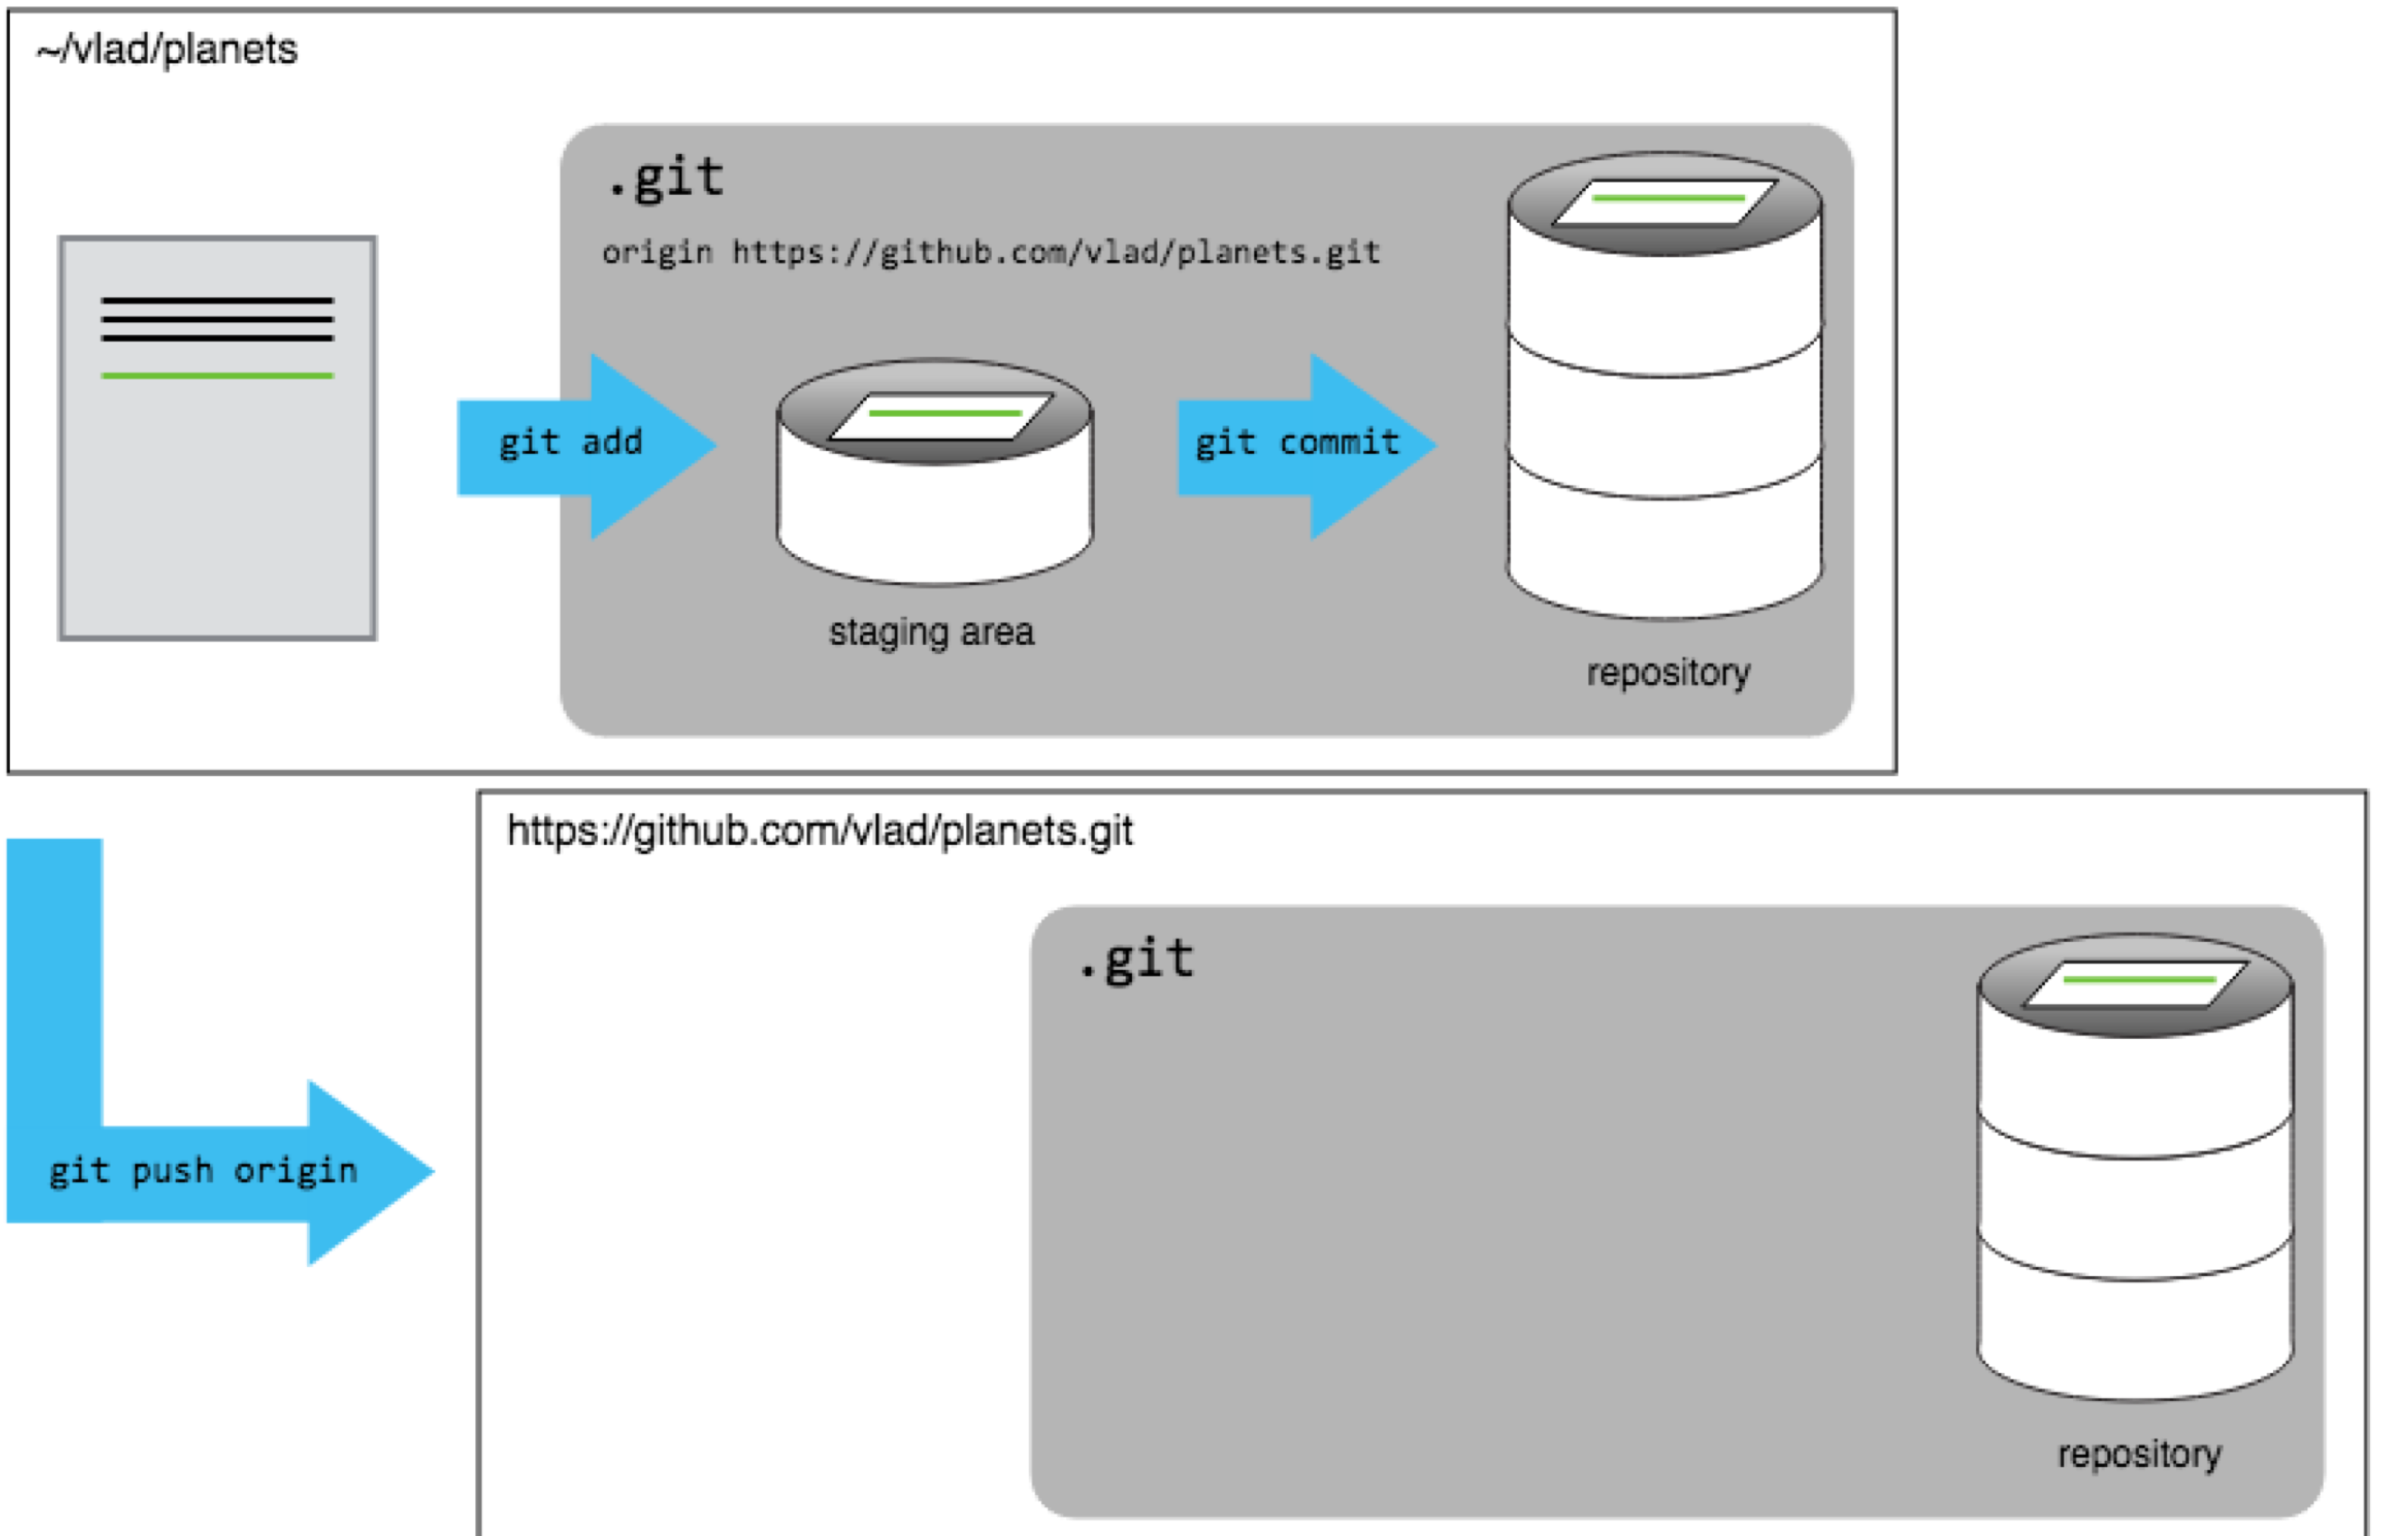 ~/vlad/planets
.git
origin https://github.com/vlad/planets.git
git add
git commit
staging area
repository
https://github.com/vlad/planets.git
.git
git push origin
repository